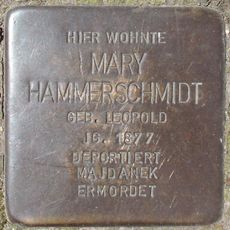 HIER WOHNTE
MARY
HAMMERSCHMIDT
GEB. LEOPOLD
JG. 1877
DEPORTIERT
MAJDANEK
ERMORDET